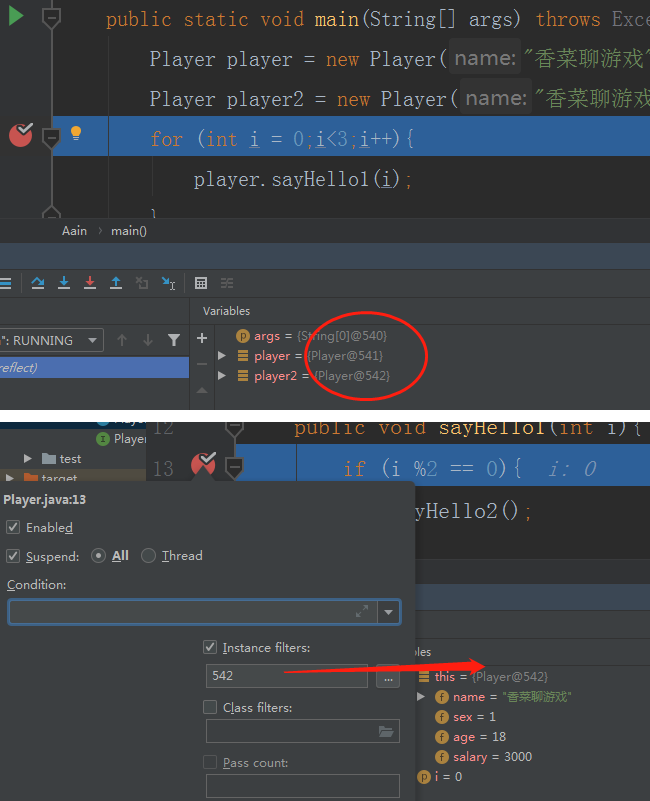 public static void main(String[] args) throws Exce
Player player = new Player( name: "香菜聊游戏"
Player player2 = new Player( name: "香菜聊游戏
for (int i = 0;i<3;i++){
player.sayHello1(i);
}
Aain › main()
Variables
": RUNNING
args = {String[0]@540}
player = {Player@541}
reflect)
player2 = {Player@542}
12 public void sayHello1(int i){
Player
test
13 if (i %2 == 0){ i: 0
target
Player.java:13
yHello2();
Enabled
Suspend: All Thread
Condition:
Instance filters:
bles
542 ...
this = {Player@542}
name = "香菜聊游戏"
Class filters:
sex = 1
age = 18
salary = 3000
Pass count:
i = 0